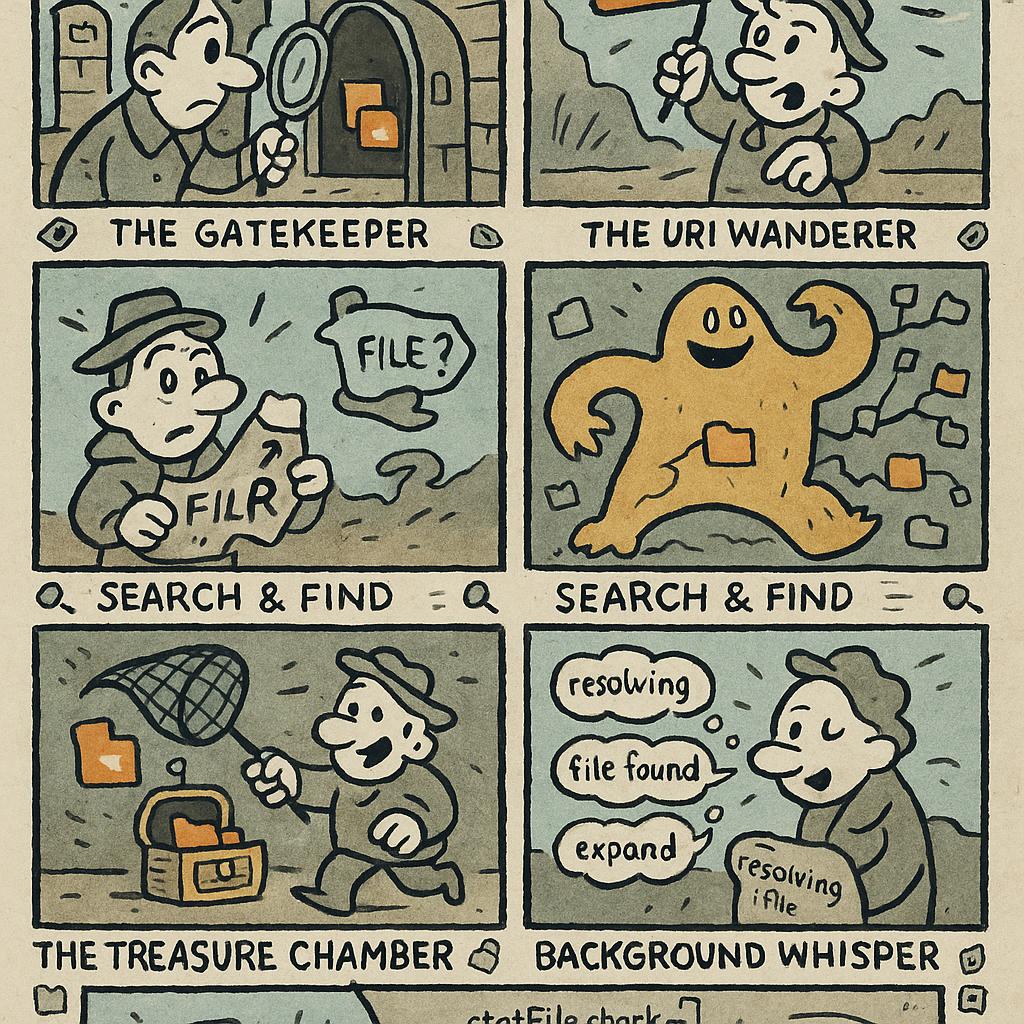 THE GATEKEEPER
THE URI WANDERER
FILE?
FILR
SEARCH & FIND
SEARCH & FIND
resolving
file found
expand
resolving
ifile
THE TREASURE CHAMBER
BACKGROUND WHISPER